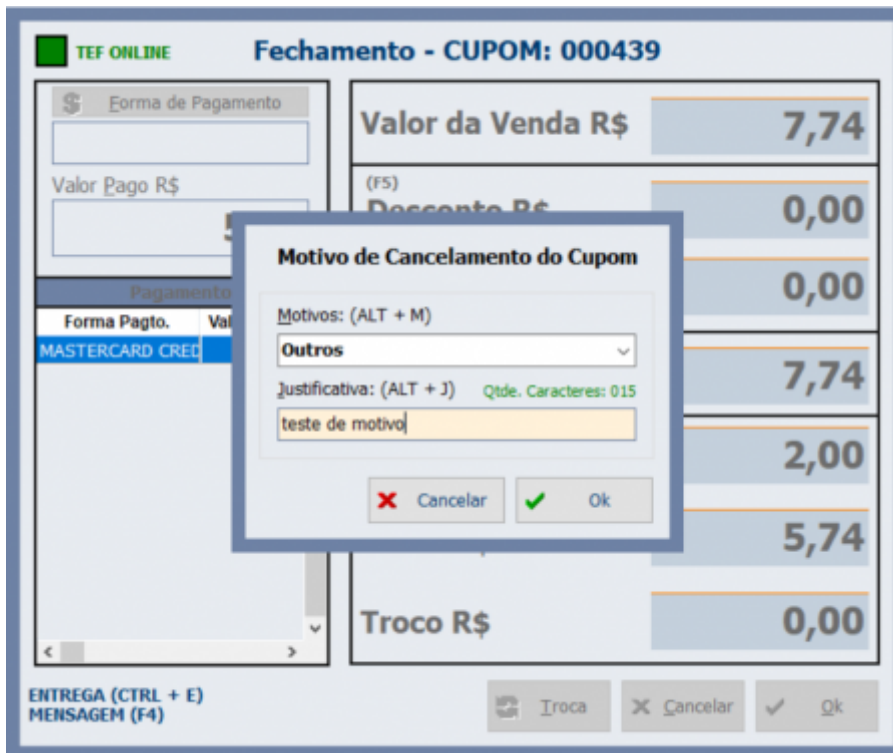 TEF ONLINE
Fechamento - CUPOM: 000439
Forma de Pagamento
Valor Pago R$
Pagamento
Forma Pagto.
MASTERCARD CRED
Valor da Venda R$ 7,74
(F5)
Desconto R$ 0,00
0,00
7,74
2,00
5,74
Troco R$ 0,00
Motivo de Cancelamento do Cupom
Motivos: (ALT + M)
Outros
Justificativa: (ALT + J) Qtde. Caracteres: 015
teste de motivo
Cancelar Ok
ENTREGA (CTRL + E)
MENSAGEM (F4)
Troca Cancelar Ok